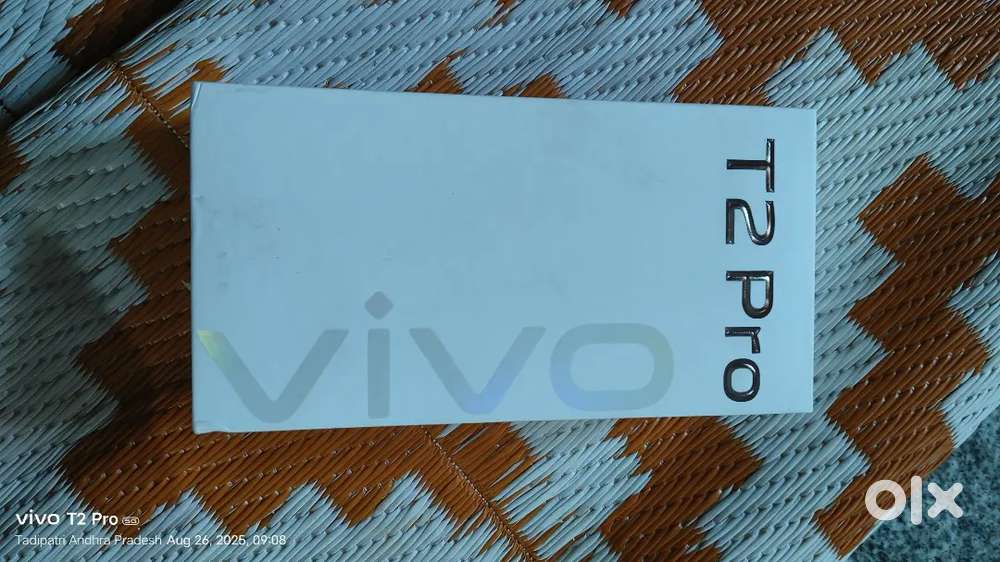 T2 Pro
vivo
vivo T2 Pro 5G
Tadipatri Andhra Pradesh Aug 26, 2025, 09:08
olx